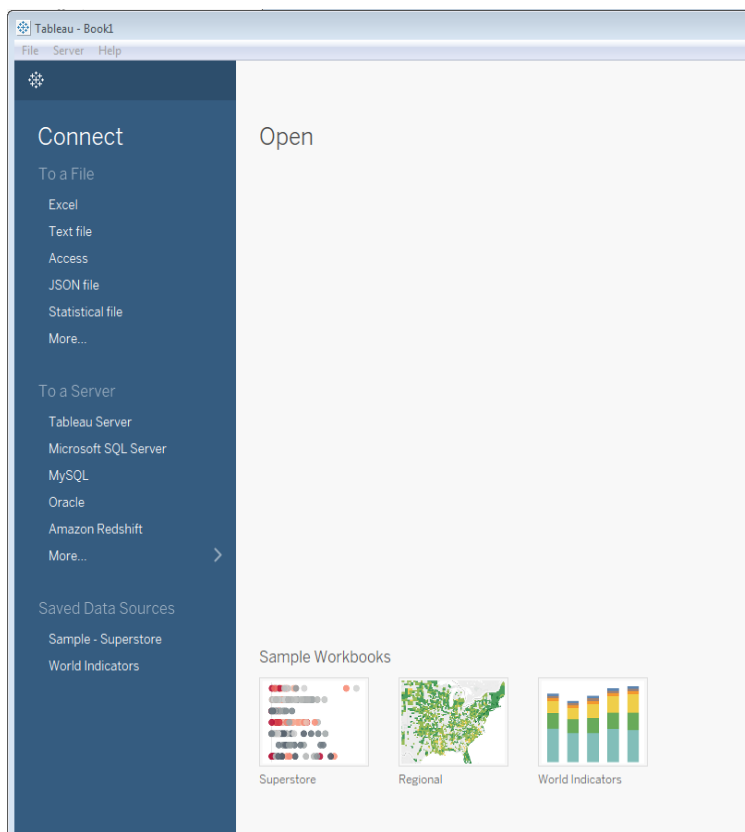 Tableau - Book1
File Server Help
Connect
To a File
Excel
Text file
Access
JSON file
Statistical file
More...
To a Server
Tableau Server
Microsoft SQL Server
MySQL
Oracle
Amazon Redshift
More...
Saved Data Sources
Sample - Superstore
World Indicators
Open
Sample Workbooks
Superstore
Regional
World Indicators